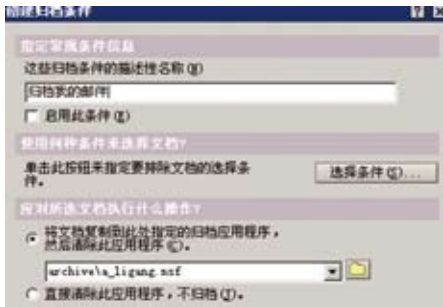 创建归档条件
指定常规条件信息
这些归档条件的描述性名称(N)
归档我的邮件
启用此条件(E)
使用何种条件来选择文档?
单击此按钮来指定要排除文档的选择条
件。
选择条件(S)...
应对所选文档执行什么操作?
将文档复制到此处指定的归档应用程序，
然后清除此应用程序(C)。
archive\a_ligang.nsf
直接清除此应用程序，不归档(D)。